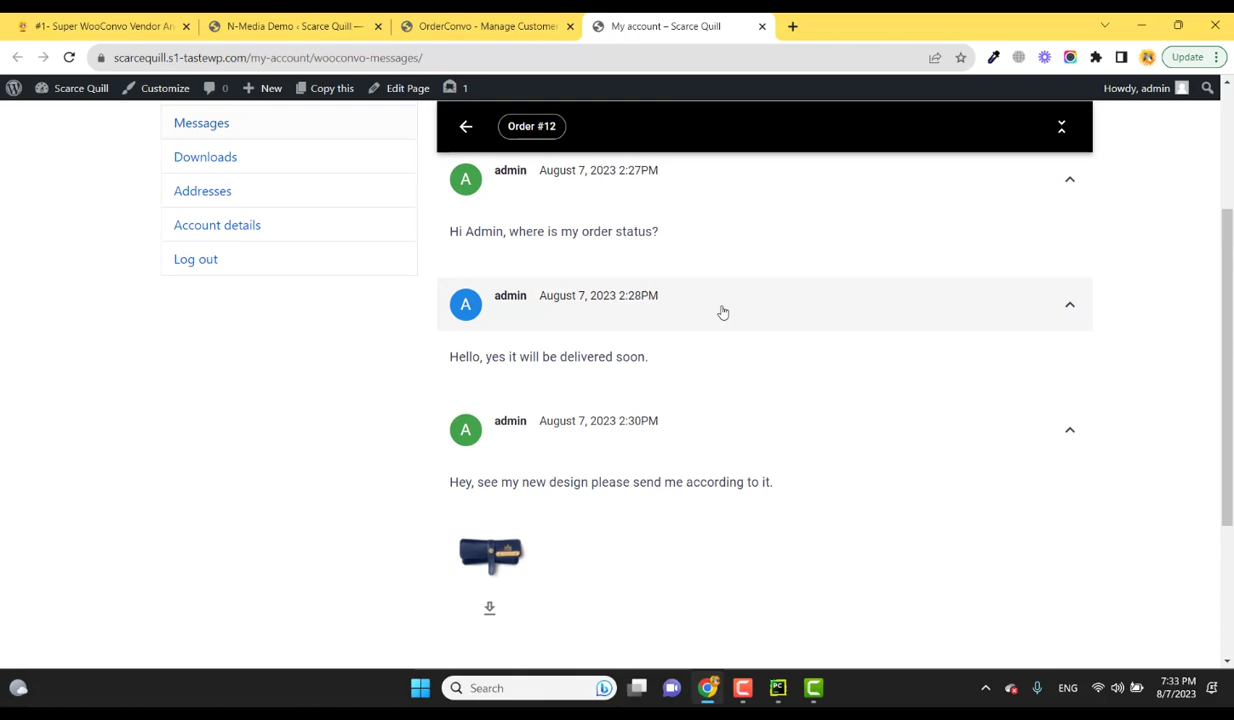 #1- Super WooConvo Vendor An
N-Media Demo ‹ Scarce Quill —
OrderConvo - Manage Customer
My account – Scarce Quill
scarcequill.s1-tastewp.com/my-account/wooconvo-messages/
Update
Scarce Quill
Customize
0
New
Copy this
Edit Page
1
Howdy, admin
Messages
Downloads
Addresses
Account details
Log out
Order #12
A
admin August 7, 2023 2:27PM
Hi Admin, where is my order status?
A
admin August 7, 2023 2:28PM
Hello, yes it will be delivered soon.
A
admin August 7, 2023 2:30PM
Hey, see my new design please send me according to it.
Search
PC
ENG
7:33 PM
8/7/2023